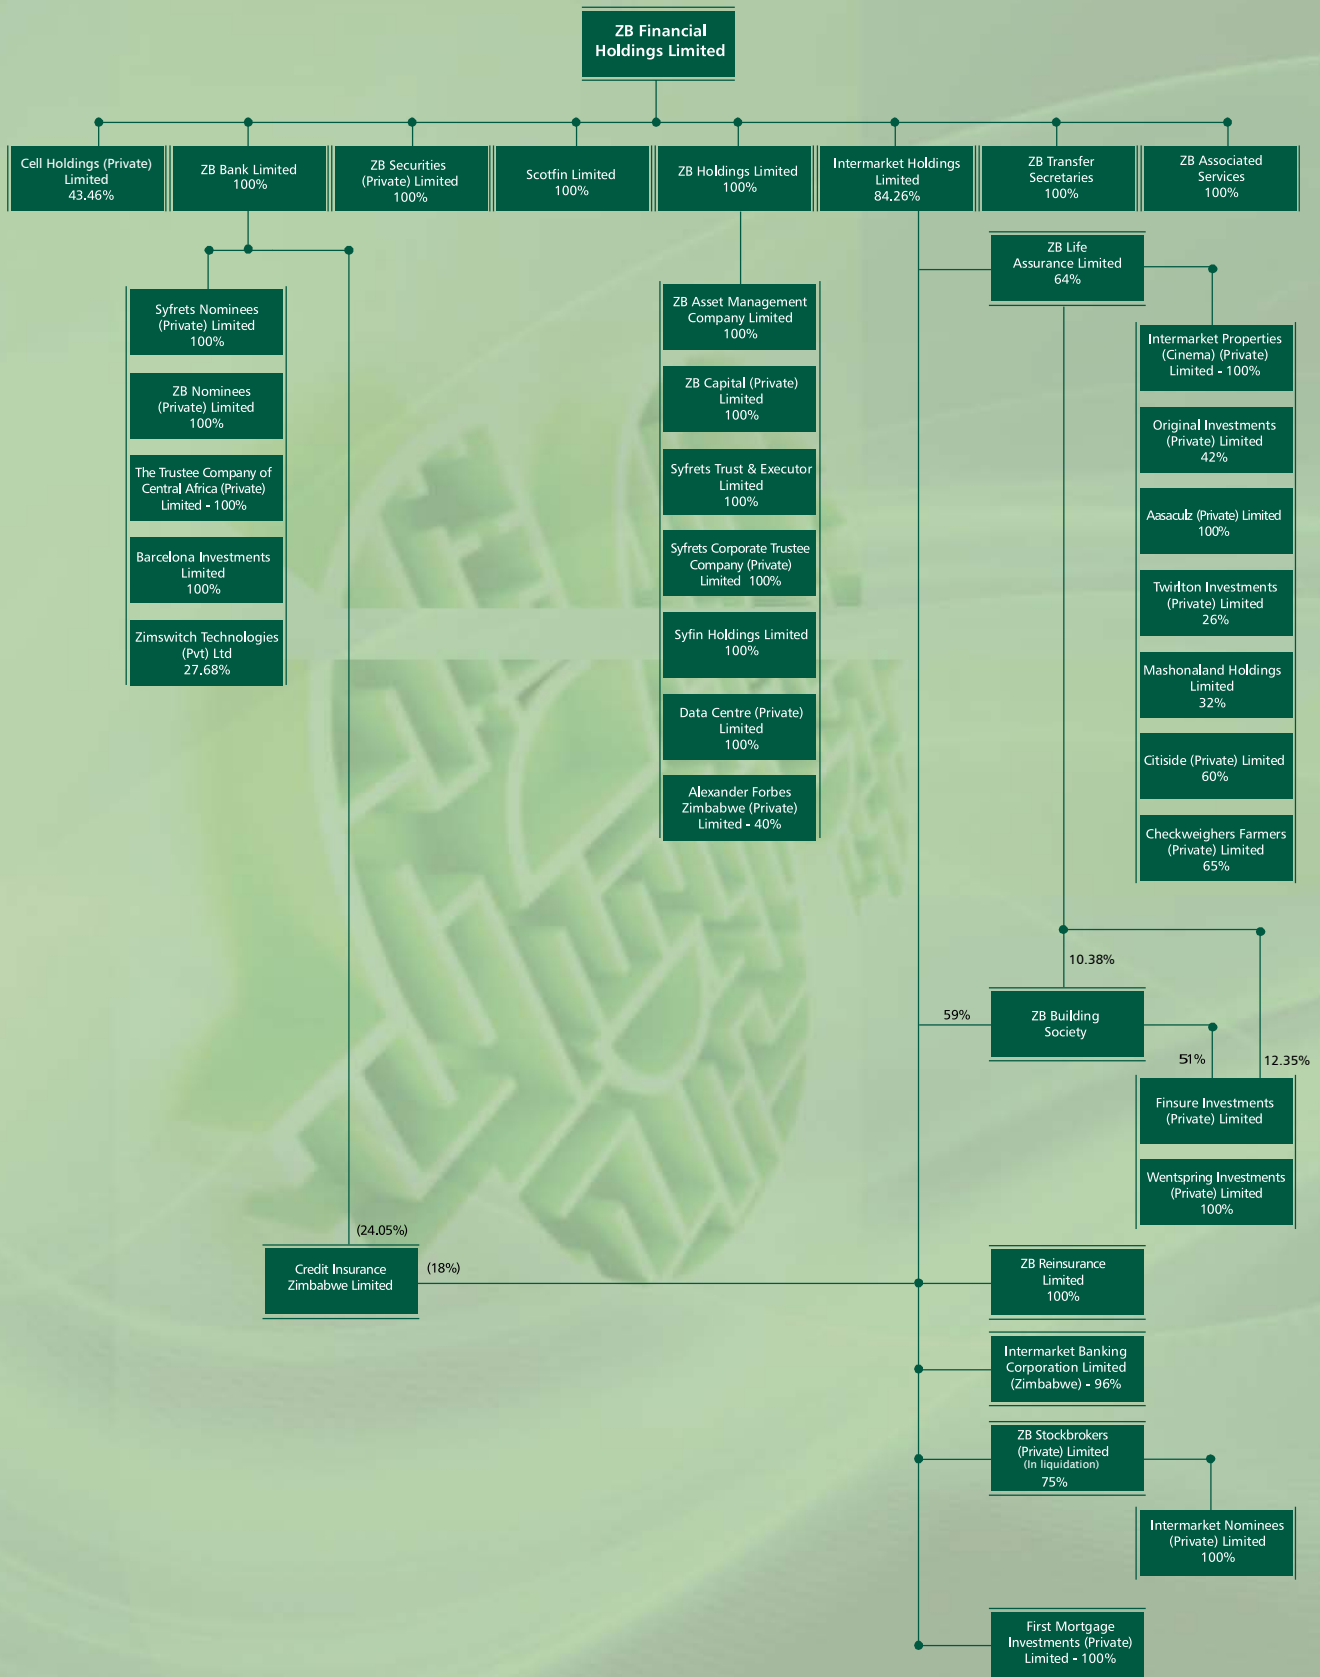 ZB Financial
Holdings Limited
Cell Holdings (Private)
Limited
43.46%
ZB Bank Limited
100%
ZB Securities
(Private) Limited
100%
Scotfin Limited
100%
ZB Holdings Limited
100%
Intermarket Holdings
Limited
84.26%
ZB Transfer
Secretaries
100%
ZB Associated
Services
100%
Syfrets Nominees
(Private) Limited
100%
ZB Nominees
(Private) Limited
100%
The Trustee Company of
Central Africa (Private)
Limited - 100%
Barcelona Investments
Limited
100%
Zimswitch Technologies
(Pvt) Ltd
27.68%
ZB Asset Management
Company Limited
100%
ZB Capital (Private)
Limited
100%
Syfrets Trust & Executor
Limited
100%
Syfrets Corporate Trustee
Company (Private)
Limited 100%
Syfin Holdings Limited
100%
Data Centre (Private)
Limited
100%
Alexander Forbes
Zimbabwe (Private)
Limited - 40%
ZB Life
Assurance Limited
64%
Intermarket Properties
(Cinema) (Private)
Limited - 100%
Original Investments
(Private) Limited
42%
Aasaculz (Private) Limited
100%
Twirlton Investments
(Private) Limited
26%
Mashonaland Holdings
Limited
32%
Citiside (Private) Limited
60%
Checkweighers Farmers
(Private) Limited
65%
10.38%
59%
ZB Building
Society
51%
12.35%
Finsure Investments
(Private) Limited
Wentspring Investments
(Private) Limited
100%
(24.05%)
Credit Insurance
Zimbabwe Limited
(18%)
ZB Reinsurance
Limited
100%
Intermarket Banking
Corporation Limited
(Zimbabwe) - 96%
ZB Stockbrokers
(Private) Limited
(In liquidation)
75%
Intermarket Nominees
(Private) Limited
100%
First Mortgage
Investments (Private)
Limited - 100%